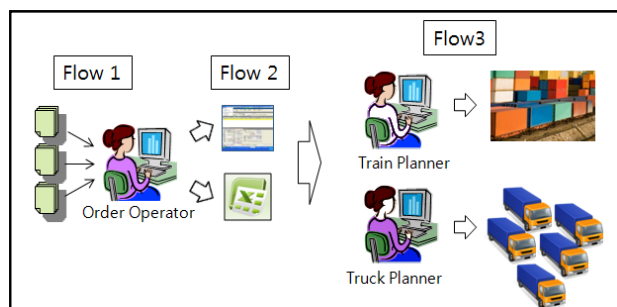 Flow 1
Flow 2
Flow3
Order Operator
Train Planner
Truck Planner